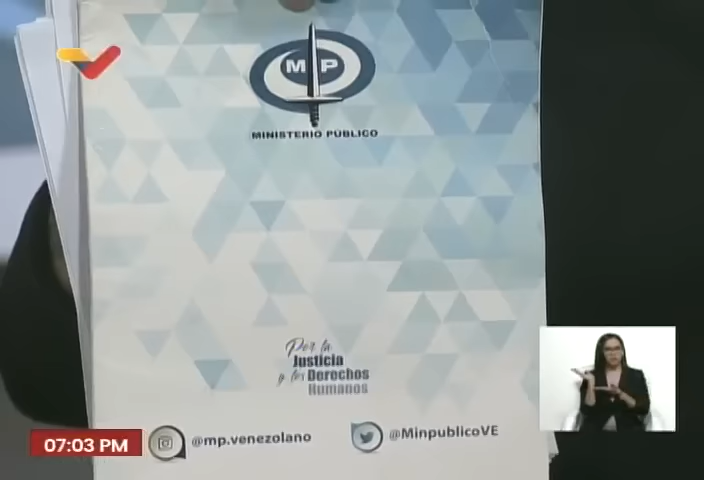 MP
MINISTERIO PÚBLICO
Por la
Justicia
y los Derechos
Humanos
07:03 PM
@mp.venezolano
@MinpublicoVE